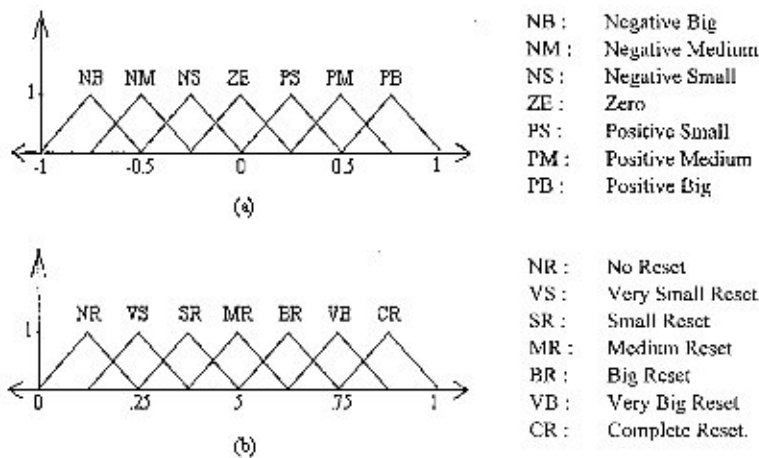 NB : Negative Big
NM : Negative Medium
NS : Negative Small
ZE : Zero
PS : Positive Small
PM : Positive Medium
PB : Positive Big
1 NB NM NS ZE PS PM PB
-1 -0.5 0 0.5 1
(a)
NR : No Reset
VS : Very Small Reset
SR : Small Reset
MR : Medium Reset
BR : Big Reset
VB : Very Big Reset
CR : Complete Reset.
1 NR VS SR MR BR VB CR
0 .25 5 .75 1
(b)